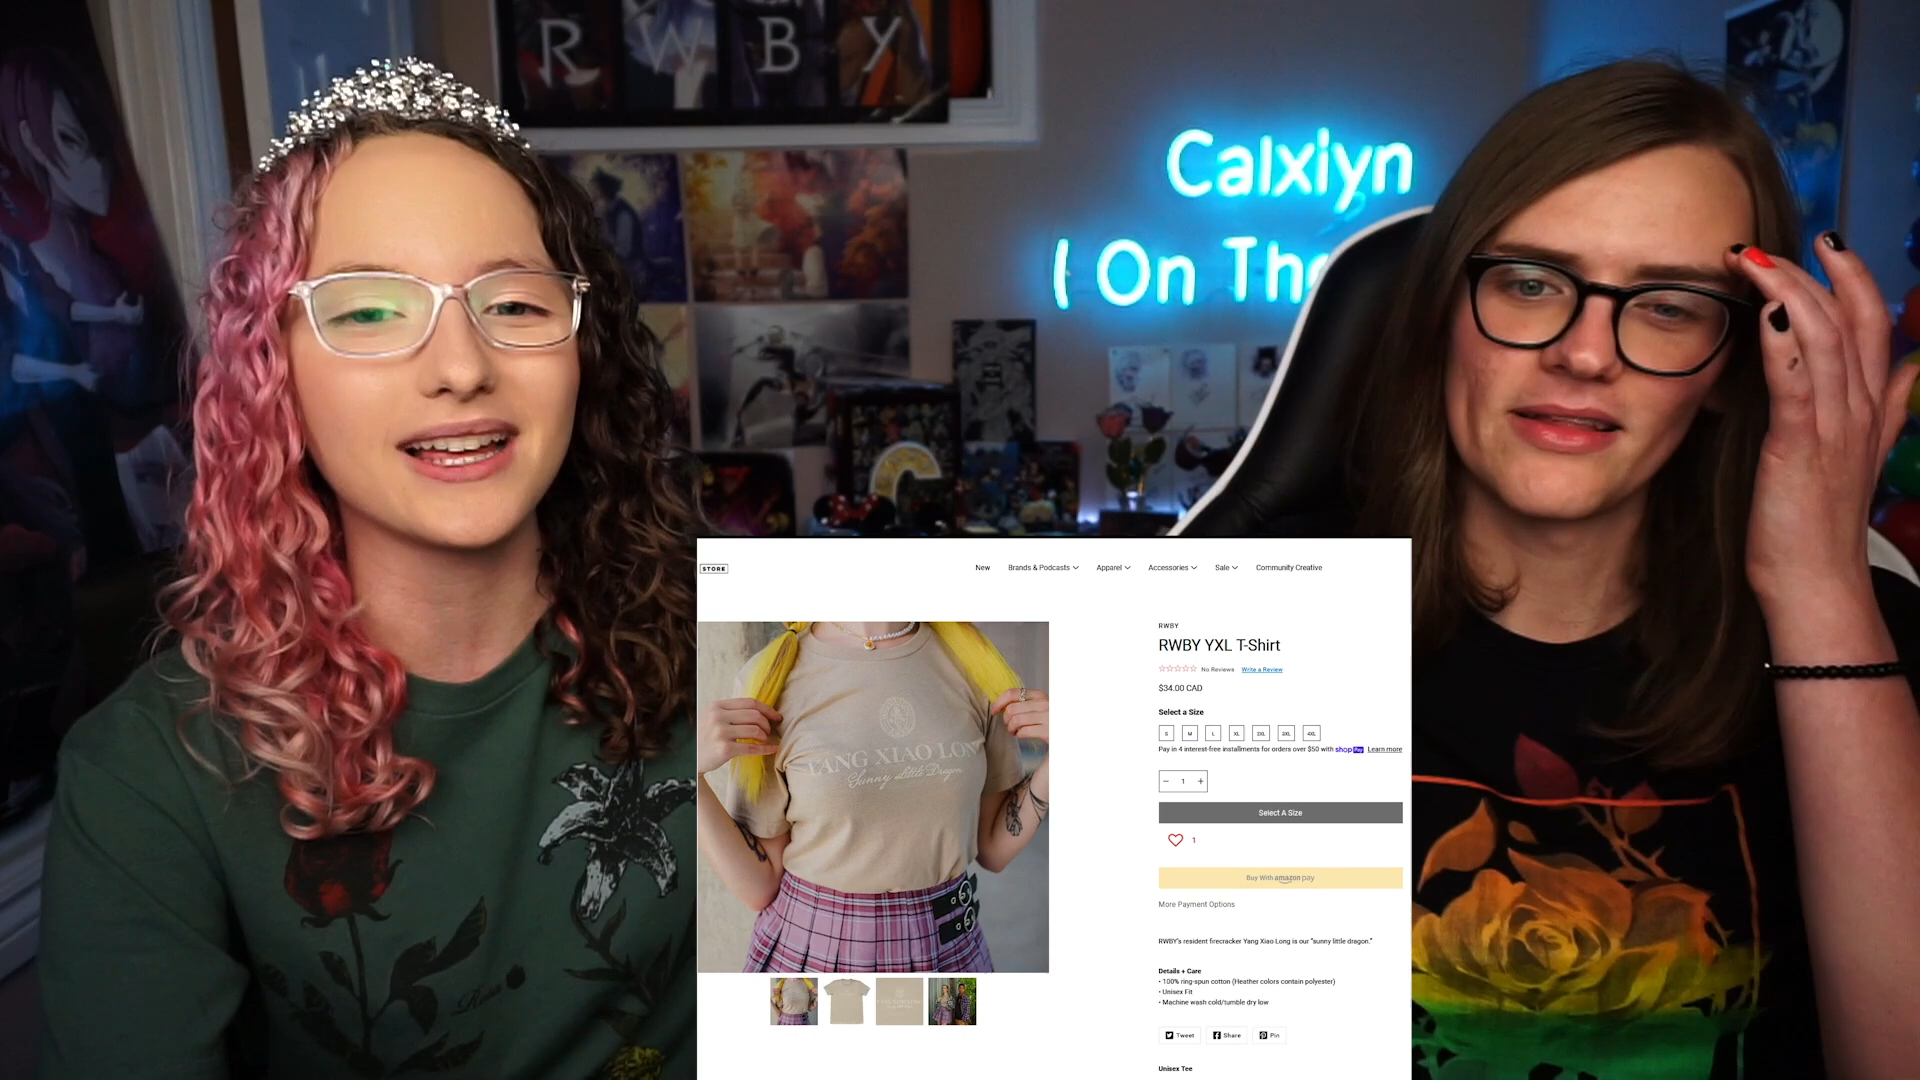 R W B Y
Calxiyn
( On The
STORE
New Brands & Podcasts Apparel Accessories Sale Community Creative
RWBY
RWBY YXL T-Shirt
No Reviews Write a Review
$34.00 CAD
Select a Size
S M L XL 2XL 3XL 4XL
Pay in 4 interest-free installments for orders over $50 with shop Pay Learn more
− 1 +
Select A Size
1
Buy With amazon pay
More Payment Options
YANG XIAO LON
Sunny Little Dragon
RWBY's resident firecracker Yang Xiao Long is our "sunny little dragon."
Details + Care
• 100% ring-spun cotton (Heather colors contain polyester)
• Unisex Fit
• Machine wash cold/tumble dry low
Tweet Share Pin
Unisex Tee
C
Rosa